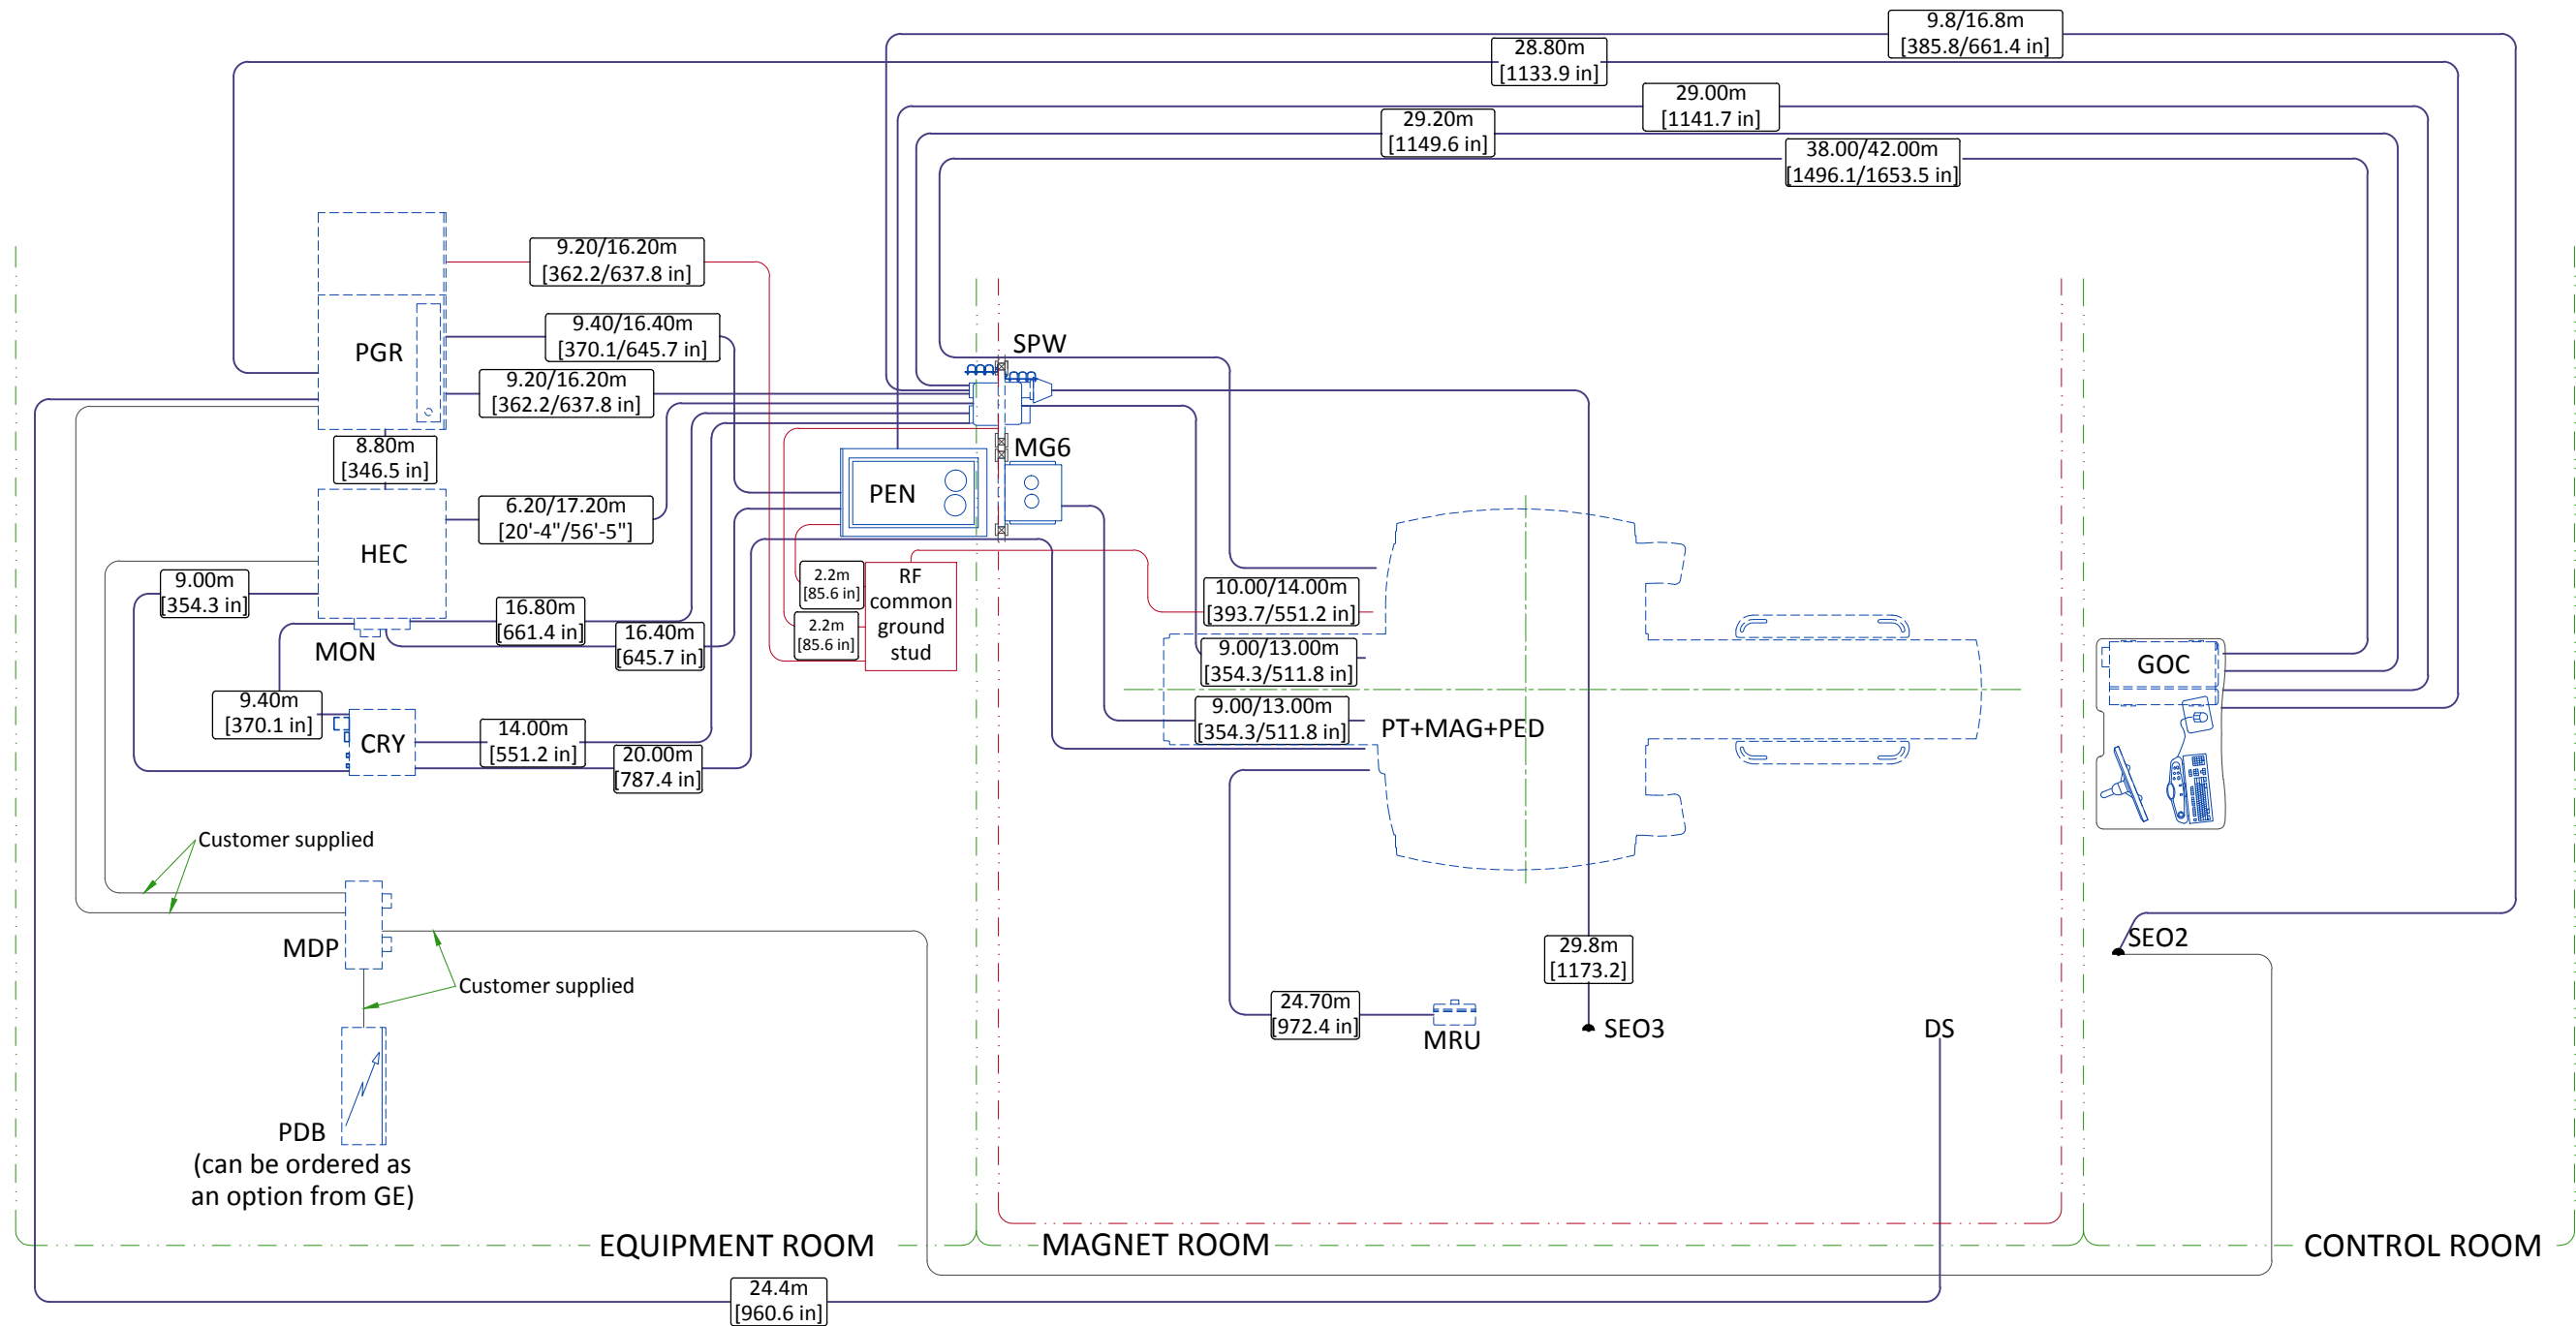 9.8/16.8m
[385.8/661.4 in]
28.80m
[1133.9 in]
29.00m
[1141.7 in]
29.20m
[1149.6 in]
38.00/42.00m
[1496.1/1653.5 in]
9.20/16.20m
[362.2/637.8 in]
9.40/16.40m
[370.1/645.7 in]
PGR
SPW
9.20/16.20m
[362.2/637.8 in]
8.80m
[346.5 in]
MG6
PEN
6.20/17.20m
[20'-4"/56'-5"]
HEC
9.00m
[354.3 in]
2.2m
[85.6 in]
RF
common
ground
stud
10.00/14.00m
[393.7/551.2 in]
16.80m
[661.4 in]
16.40m
[645.7 in]
2.2m
[85.6 in]
MON
9.00/13.00m
[354.3/511.8 in]
GOC
9.40m
[370.1 in]
9.00/13.00m
[354.3/511.8 in]
PT+MAG+PED
CRY
14.00m
[551.2 in]
20.00m
[787.4 in]
Customer supplied
MDP
SEO2
29.8m
[1173.2]
Customer supplied
24.70m
[972.4 in]
MRU
SEO3
DS
PDB
(can be ordered as
an option from GE)
EQUIPMENT ROOM
MAGNET ROOM
CONTROL ROOM
24.4m
[960.6 in]